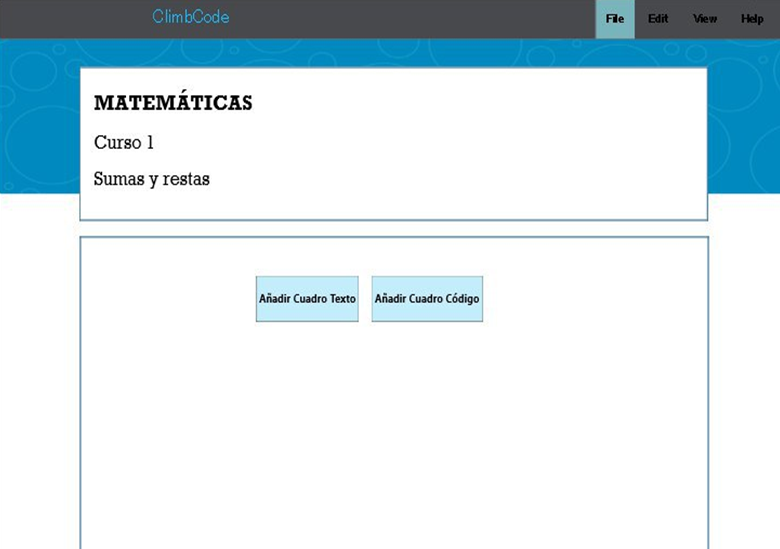 ClimbCode
File Edit View Help
MATEMÁTICAS
Curso 1
Sumas y restas
Añadir Cuadro Texto
Añadir Cuadro Código